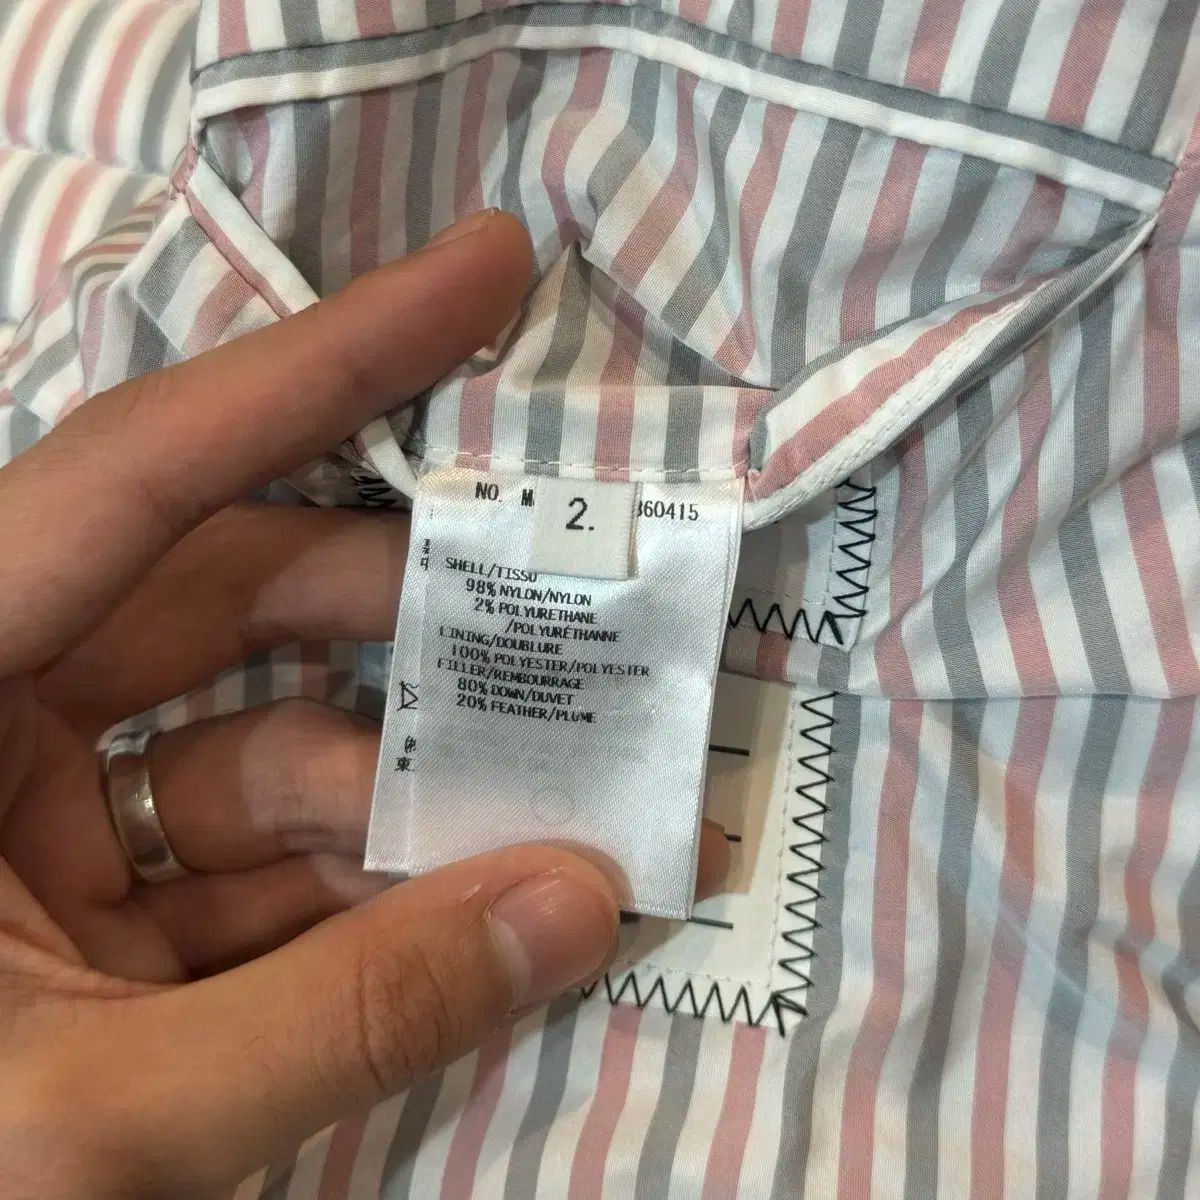 NO. M 360415
2.
SHELL/TISSU
98% NYLON/NYLON
2% POLYURETHANE
/POLYURÉTHANNE
LINING/DOUBLURE
100% POLYESTER/POLYESTER
FILLER/REMBOURRAGE
80% DOWN/DUVET
20% FEATHER/PLUME
東